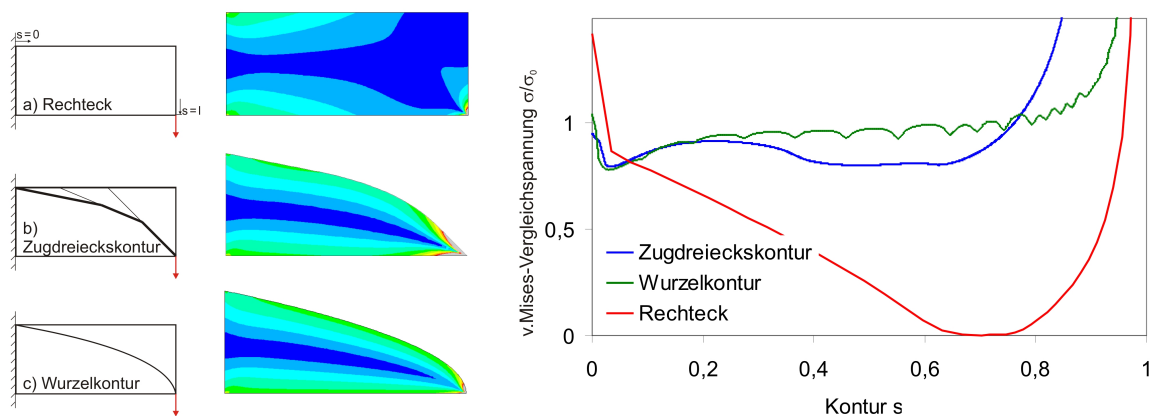 s=0
a) Rechteck
s=l
b)
Zugdreieckskontur
c) Wurzelkontur
v.Mises-Vergleichspannung σ/σ₀
1
0,5
0
Zugdreieckskontur
Wurzelkontur
Rechteck
0 0,2 0,4 0,6 0,8 1
Kontur s